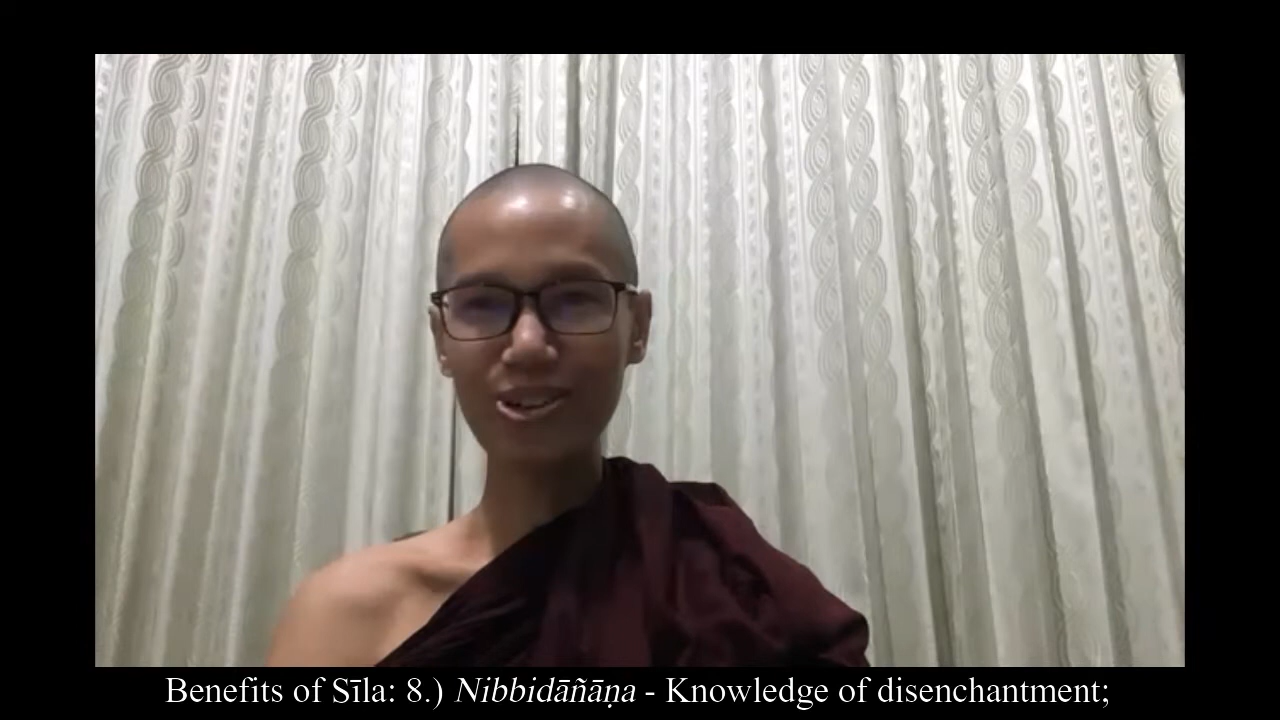 Benefits of Sīla: 8.) Nibbidāñāṇa - Knowledge of disenchantment;